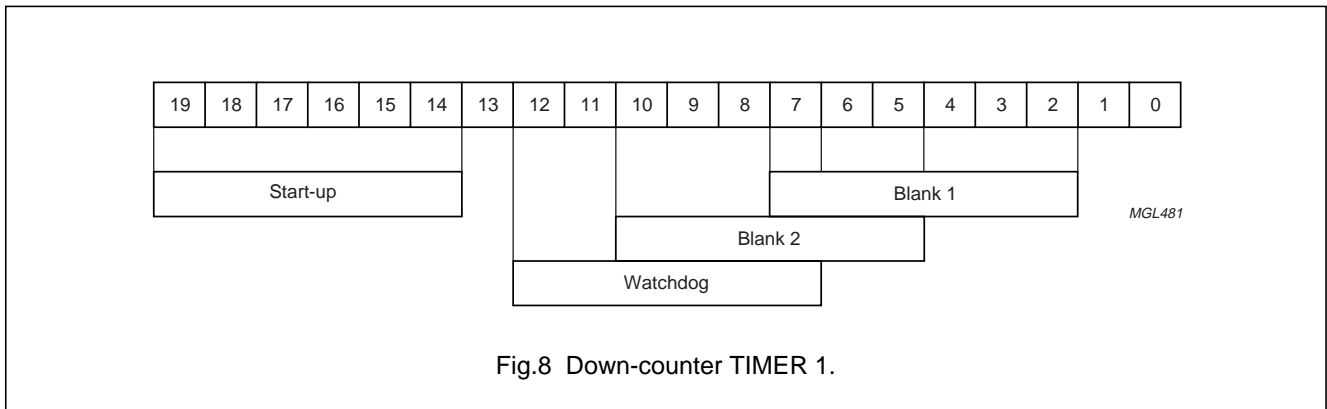 19 18 17 16 15 14 13 12 11 10 9 8 7 6 5 4 3 2 1 0
Start-up
Blank 1
MGL481
Blank 2
Watchdog
Fig.8 Down-counter TIMER 1.